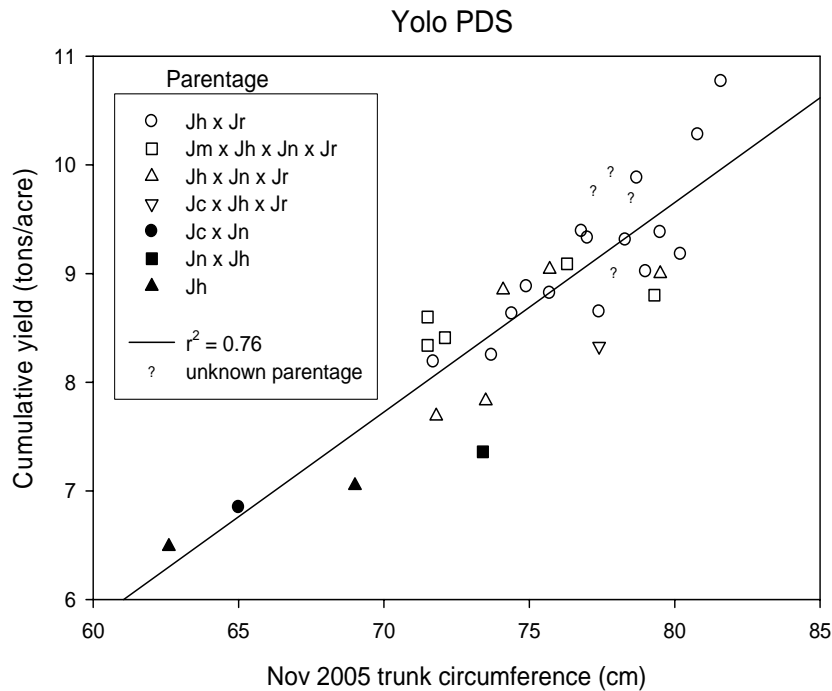 Yolo PDS
11
10
9
8
7
6
Cumulative yield (tons/acre)
Parentage
Jh x Jr
Jm x Jh x Jn x Jr
Jh x Jn x Jr
Jc x Jh x Jr
Jc x Jn
Jn x Jh
Jh
r² = 0.76
? unknown parentage
?
?
?
?
60 65 70 75 80 85
Nov 2005 trunk circumference (cm)